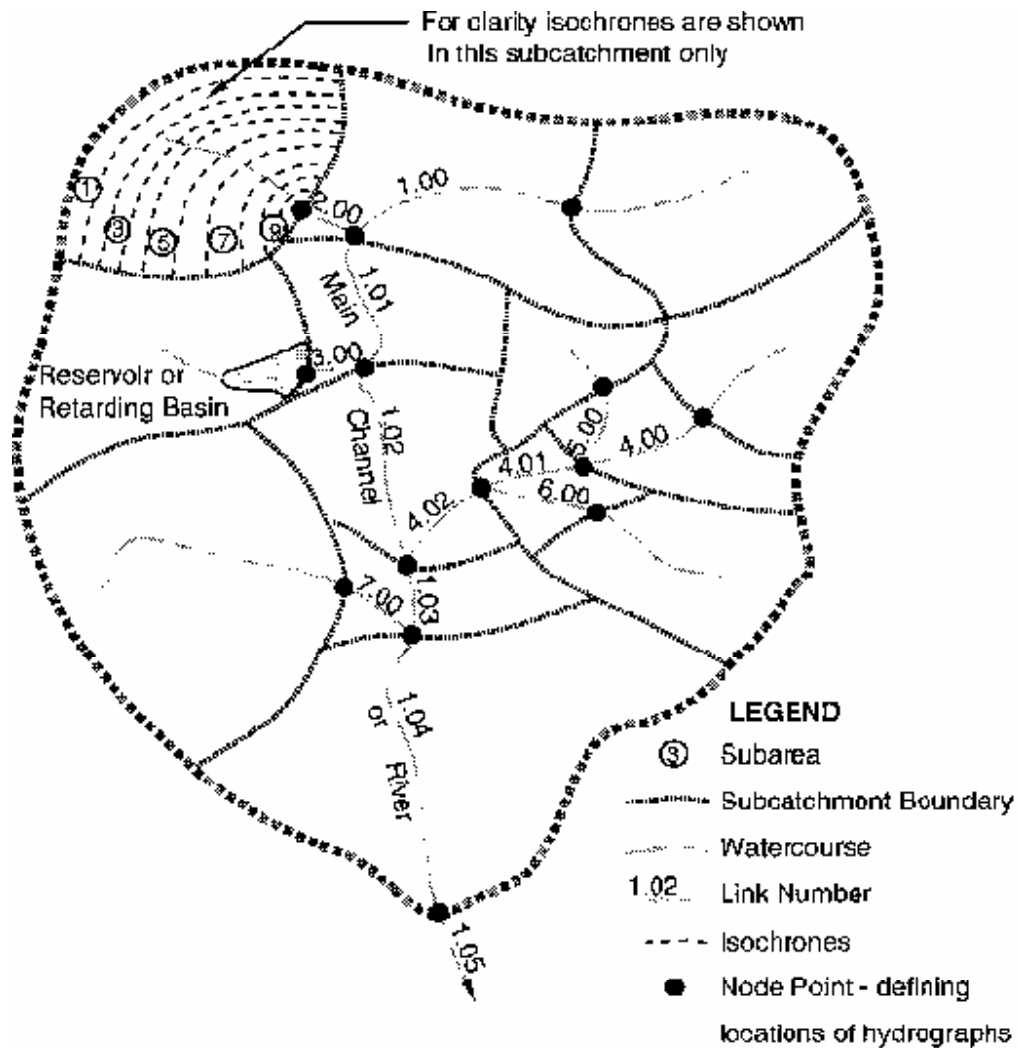 For clarity isochrones are shown
In this subcatchment only
1
3
5
7
9
2.00
1.00
1.01
Main
3.00
Reservoir or
Retarding Basin
1.02
Channel
5.00
4.00
4.01
6.00
4.02
7.00
1.03
1.04
or
River
1.05
LEGEND
3 Subarea
Subcatchment Boundary
Watercourse
1.02 Link Number
Isochrones
Node Point - defining
locations of hydrographs